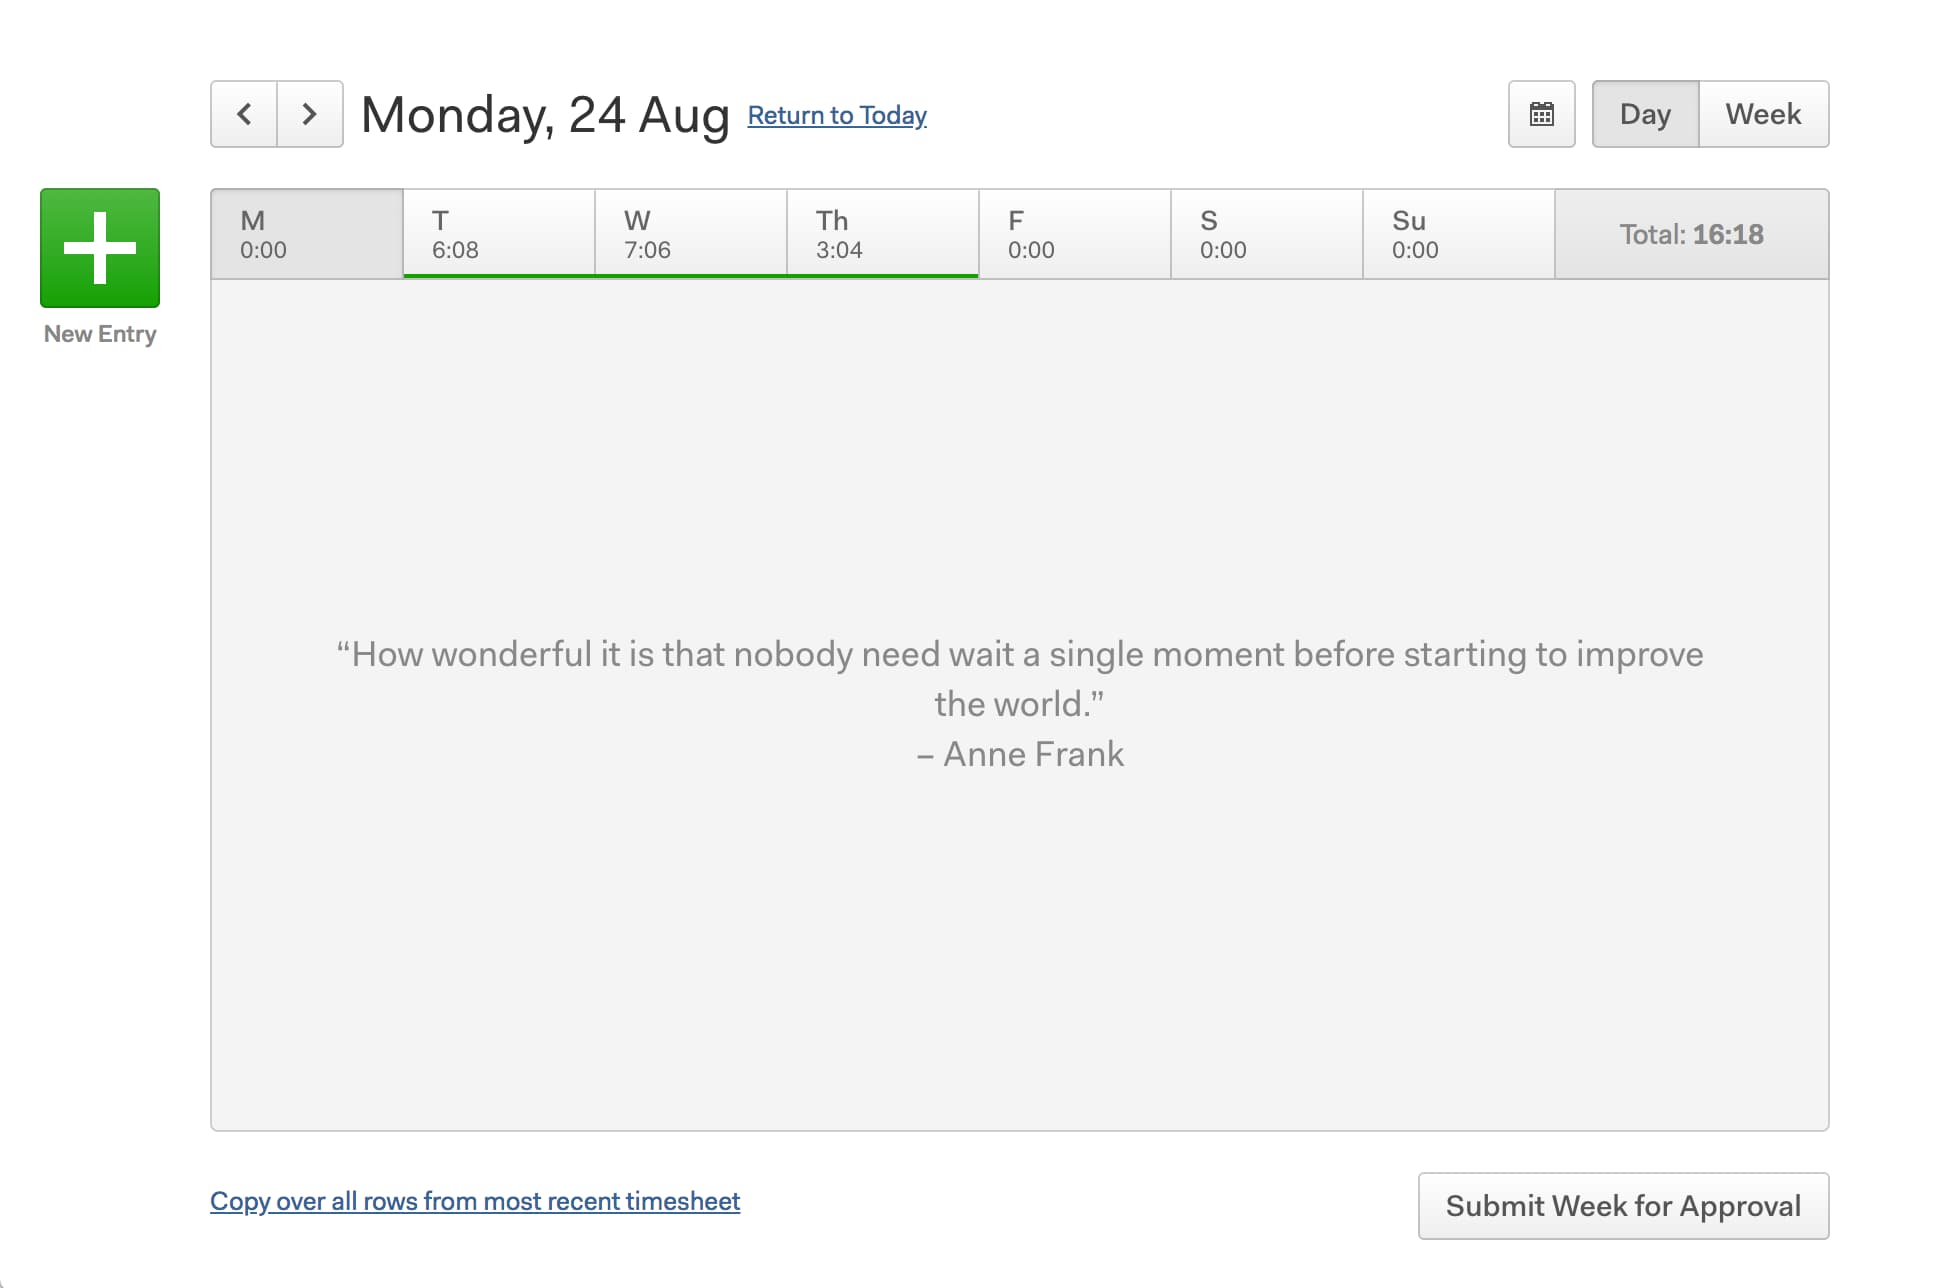 Monday, 24 Aug
Return to Today
Day
Week
New Entry
M
0:00
T
6:08
W
7:06
Th
3:04
F
0:00
S
0:00
Su
0:00
Total: 16:18
“How wonderful it is that nobody need wait a single moment before starting to improve
the world.”
– Anne Frank
Copy over all rows from most recent timesheet
Submit Week for Approval